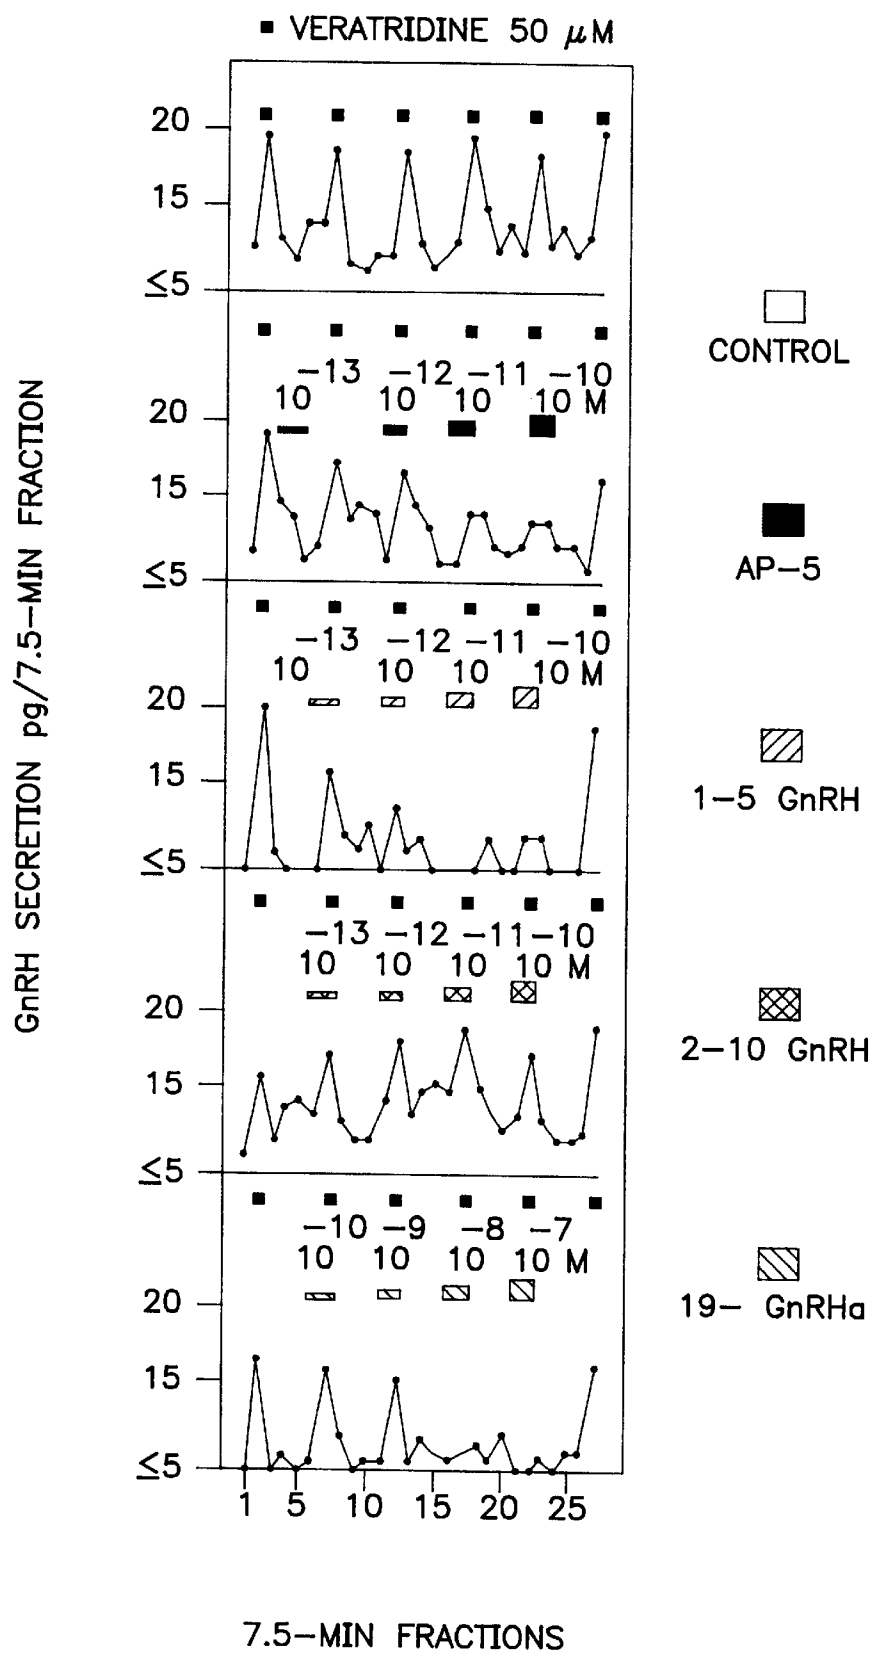 ■ VERATRIDINE 50 μM
GnRH SECRETION pg/7.5-MIN FRACTION
20
15
≤5
-13 -12 -11 -10
10 10 10 10 M
20
15
≤5
-13 -12 -11 -10
10 10 10 10 M
20
15
≤5
-13 -12 -11 -10
10 10 10 10 M
20
15
≤5
-10 -9 -8 -7
10 10 10 10 M
20
15
≤5
1 5 10 15 20 25
7.5-MIN FRACTIONS
CONTROL
AP-5
1-5 GnRH
2-10 GnRH
19- GnRHa